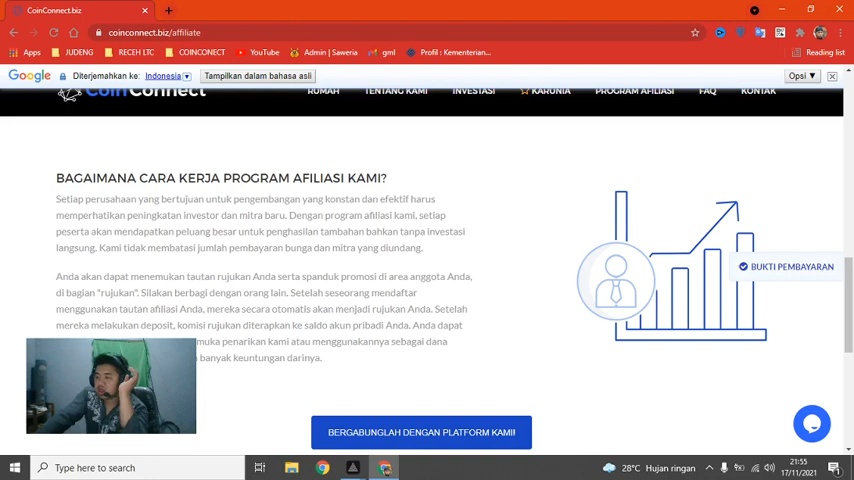 CoinConnect.biz
coinconnect.biz/affiliate
Apps JUDENG RECEH LTC COINCONECT YouTube Admin | Saweria gml Profil : Kementerian... Reading list
Google Diterjemahkan ke: Indonesia Tampilkan dalam bahasa asli Opsi ▼
CoinConnect RUMAH TENTANG KAMI INVESTASI KARUNIA PROGRAM AFILIASI FAQ KONTAK
BAGAIMANA CARA KERJA PROGRAM AFILIASI KAMI?
Setiap perusahaan yang bertujuan untuk pengembangan yang konstan dan efektif harus
memperhatikan peningkatan investor dan mitra baru. Dengan program afiliasi kami, setiap
peserta akan mendapatkan peluang besar untuk penghasilan tambahan bahkan tanpa investasi
langsung. Kami tidak membatasi jumlah pembayaran bunga dan mitra yang diundang.
Anda akan dapat menemukan tautan rujukan Anda serta spanduk promosi di area anggota Anda,
di bagian "rujukan". Silakan berbagi dengan orang lain. Setelah seseorang mendaftar
menggunakan tautan afiliasi Anda, mereka secara otomatis akan menjadi rujukan Anda. Setelah
mereka melakukan deposit, komisi rujukan diterapkan ke saldo akun pribadi Anda. Anda dapat
muka penarikan kami atau menggunakannya sebagai dana
banyak keuntungan darinya.
BUKTI PEMBAYARAN
BERGABUNGLAH DENGAN PLATFORM KAMI!
Type here to search
28°C Hujan ringan
21:55
17/11/2021